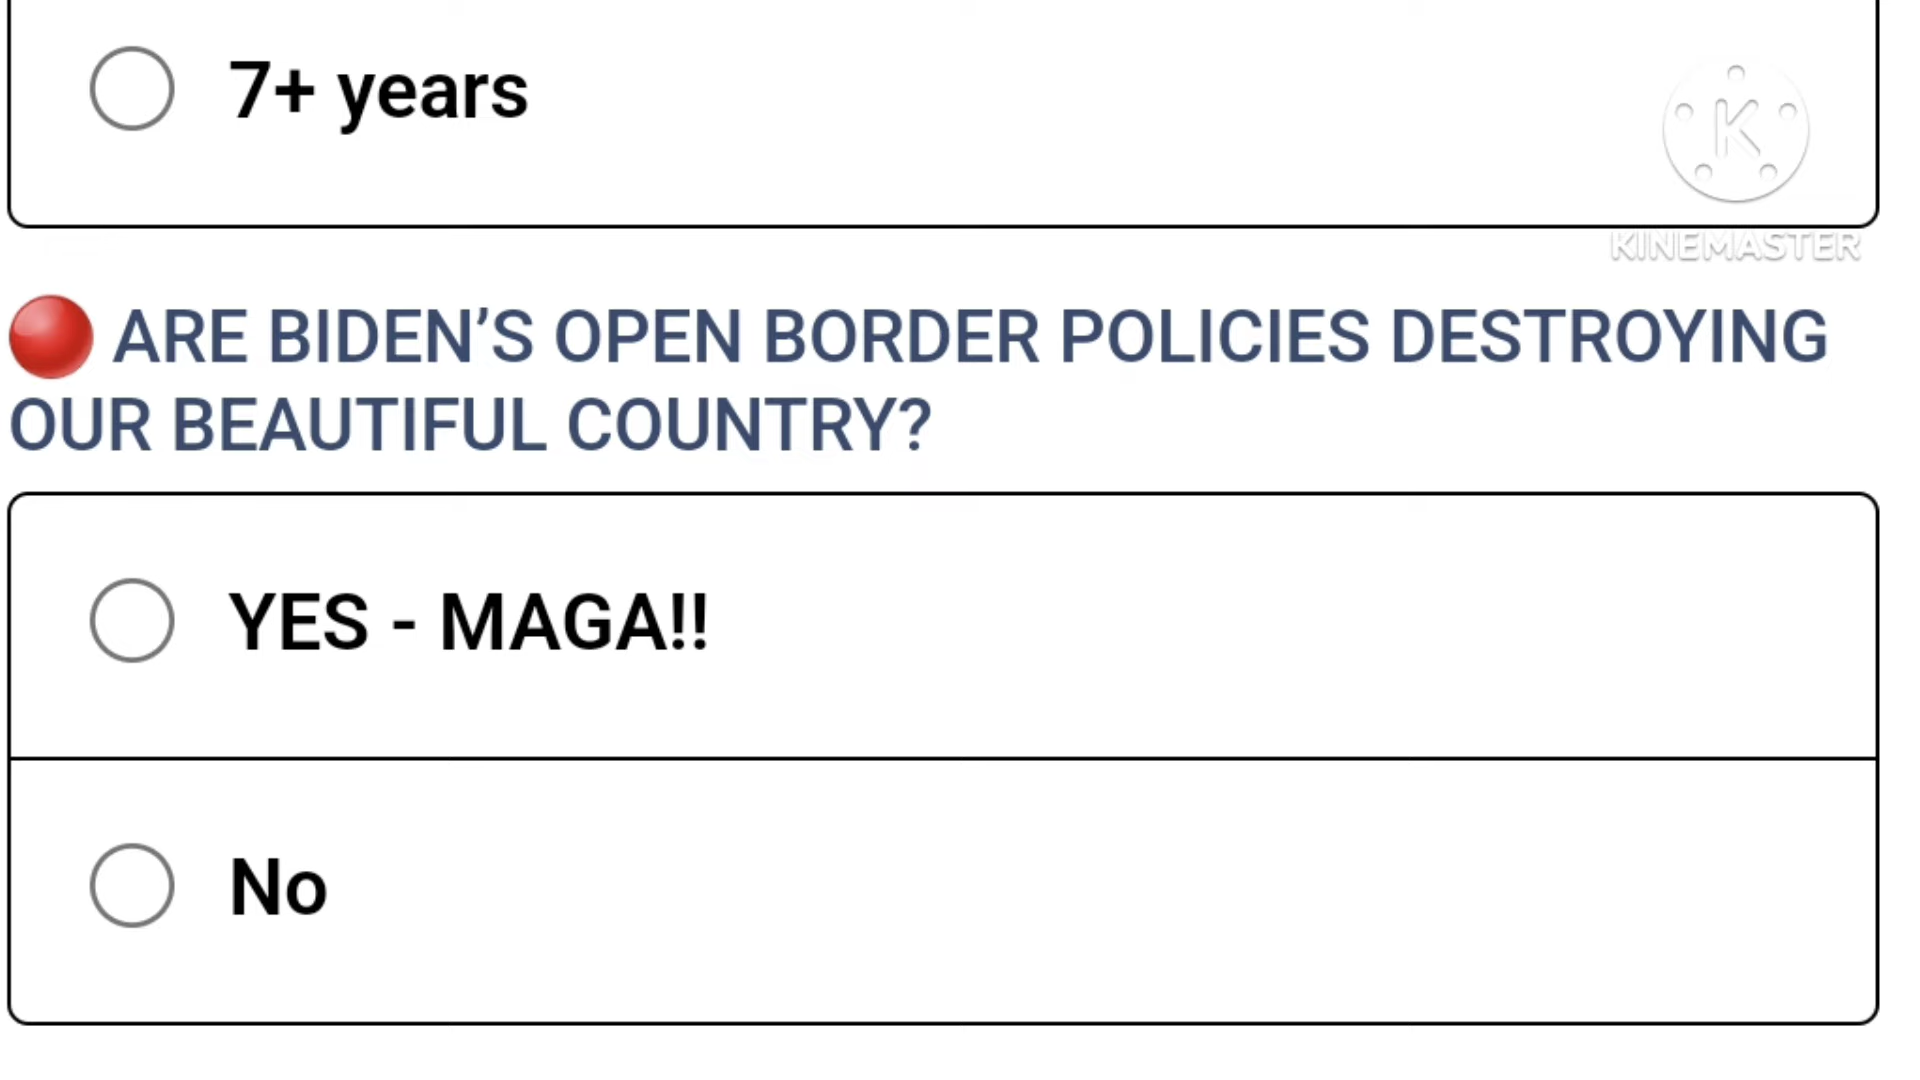 7+ years
K
KINEMASTER
🔴 ARE BIDEN’S OPEN BORDER POLICIES DESTROYING
OUR BEAUTIFUL COUNTRY?
YES - MAGA!!
No